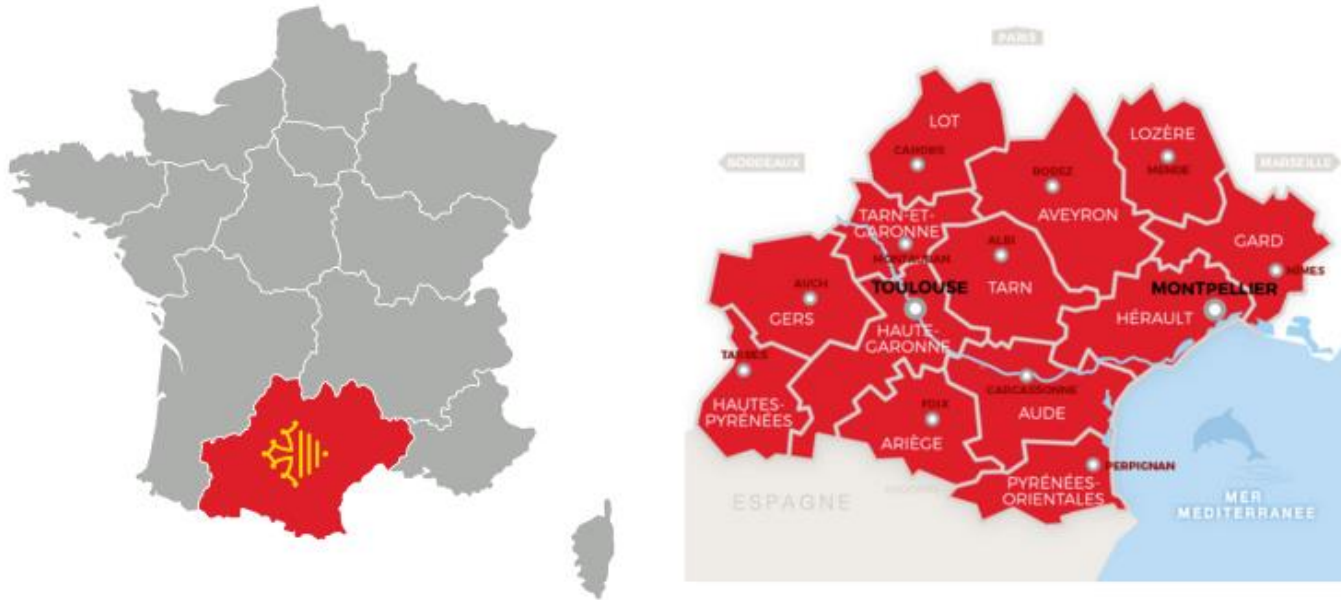 PARIS
LOT
LOZÈRE
CAHORS
BORDEAUX
MARSEILLE
MENDE
RODEZ
TARN-ET-
GARONNE
AVEYRON
GARD
ALBI
MONTAUBAN
NÎMES
AUCH
TOULOUSE
TARN
MONTPELLIER
GERS
HÉRAULT
HAUTE-
GARONNE
TARBES
CARCASSONNE
HAUTES-
PYRÉNÉES
FOIX
AUDE
ARIÈGE
PERPIGNAN
PYRÉNÉES-
ORIENTALES
ESPAGNE
MER
MEDITERRANÉE